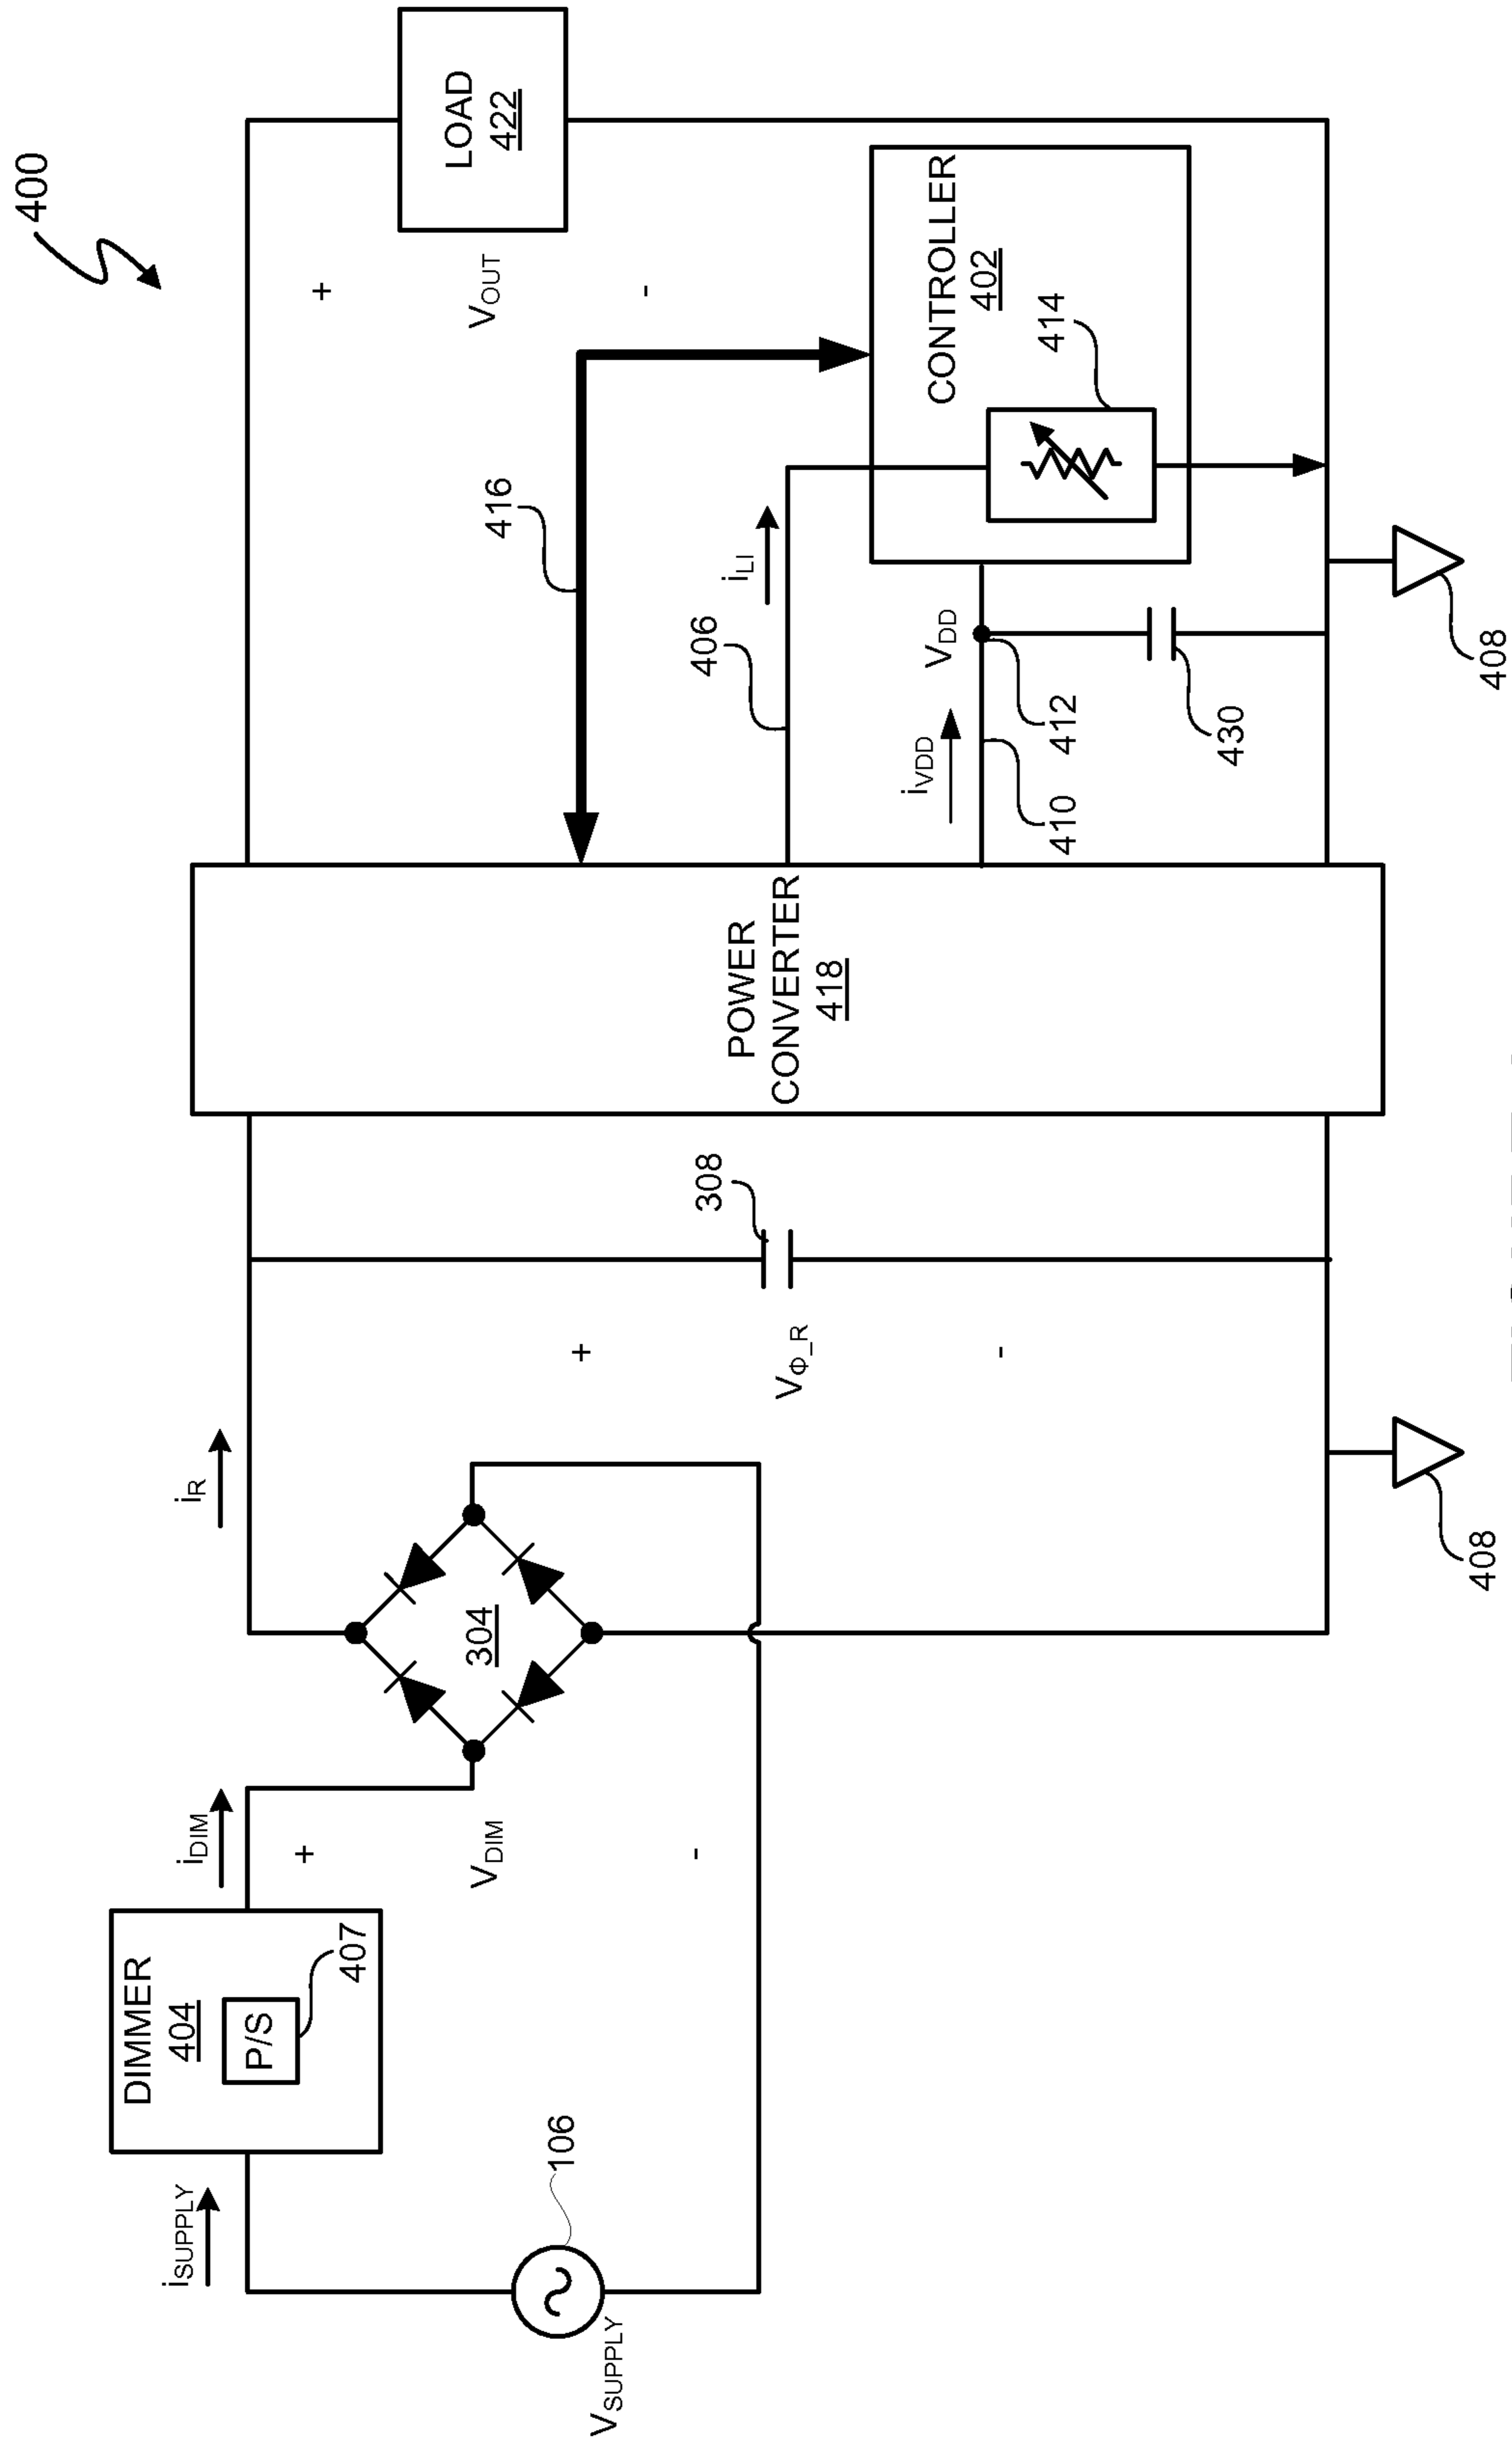 400
DIMMER
404
P/S
407
iSUPPLY
iDIM
+
VDIM
-
106
VSUPPLY
304
iR
+
VΦ_R
-
308
408
POWER
CONVERTER
418
416
+
VOUT
-
LOAD
422
406
iLI
iVDD
410
VDD
412
430
CONTROLLER
402
414
408